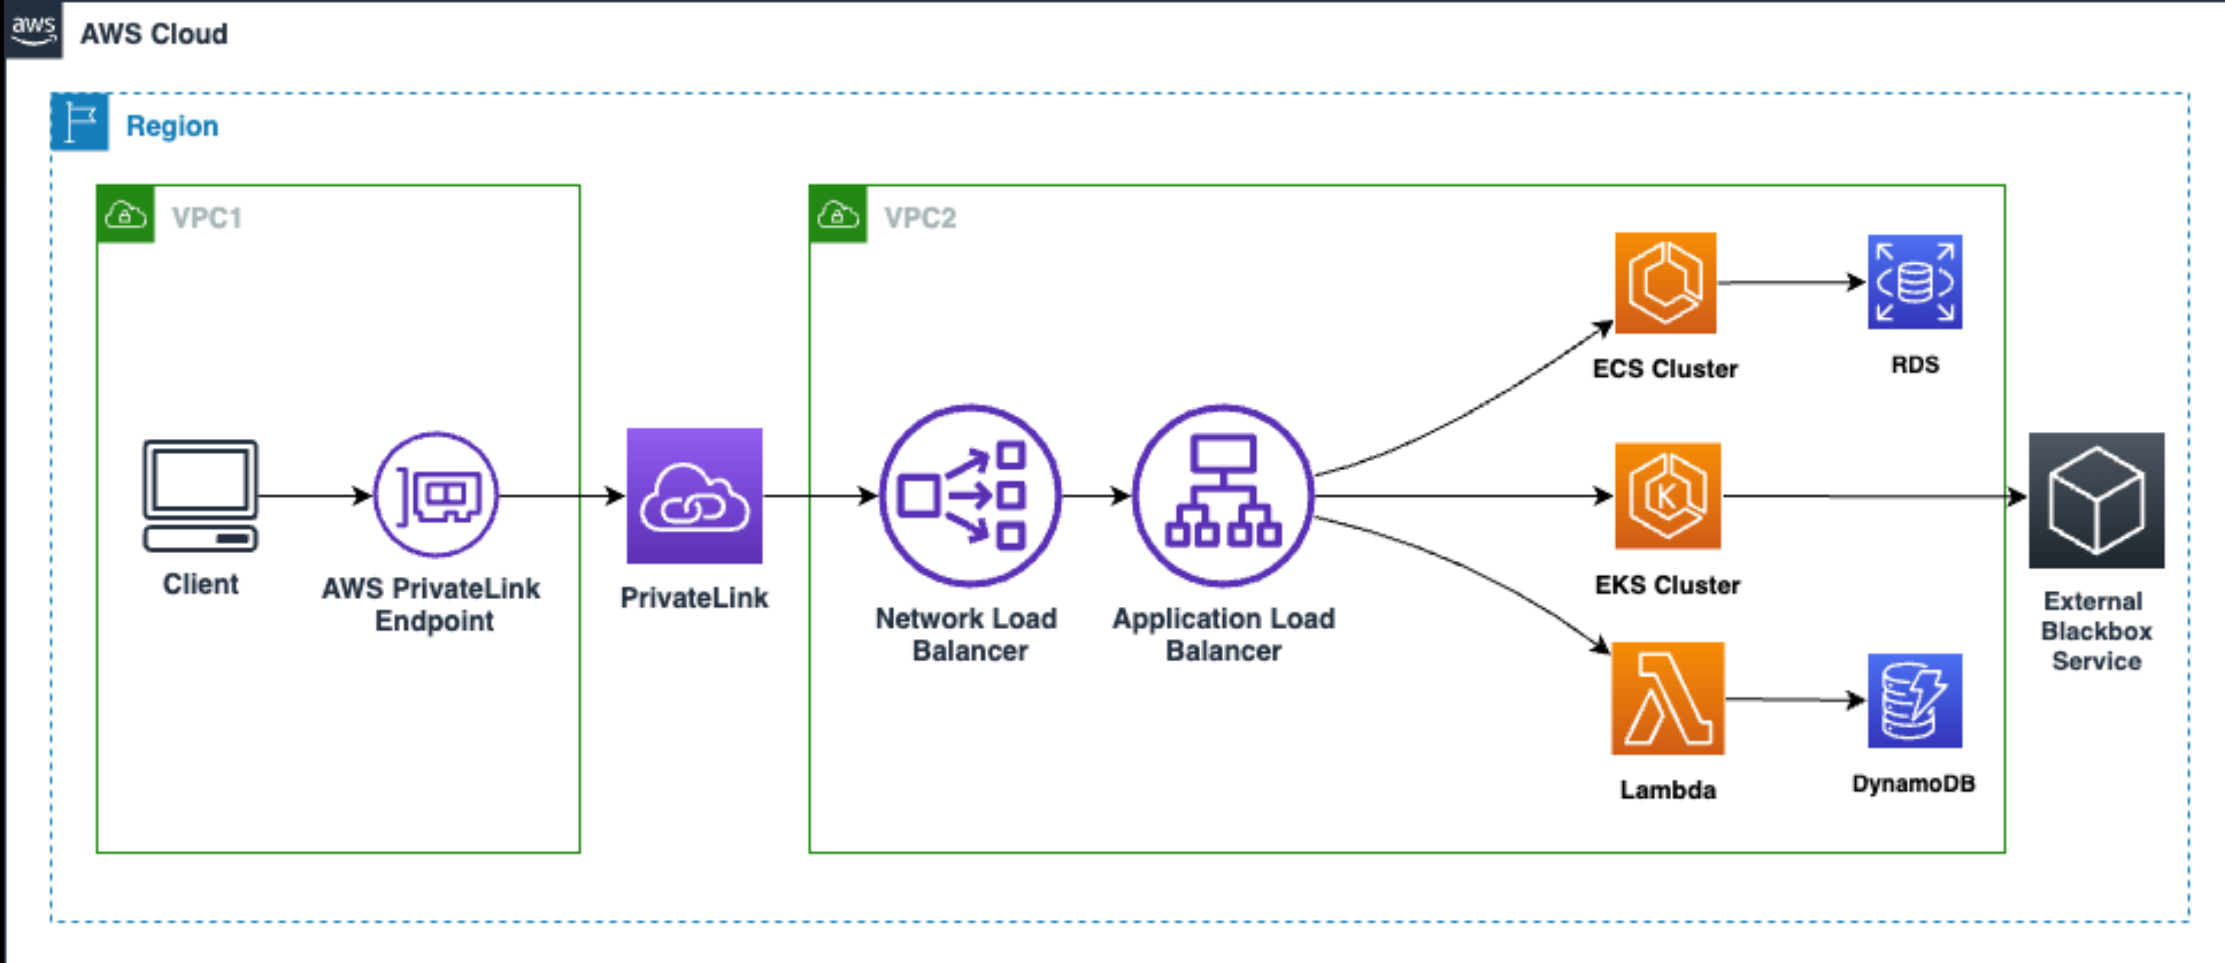 aws
AWS Cloud
Region
VPC1
VPC2
ECS Cluster
RDS
Client
AWS PrivateLink
Endpoint
PrivateLink
Network Load
Balancer
Application Load
Balancer
K
EKS Cluster
External
Blackbox
Service
Lambda
DynamoDB